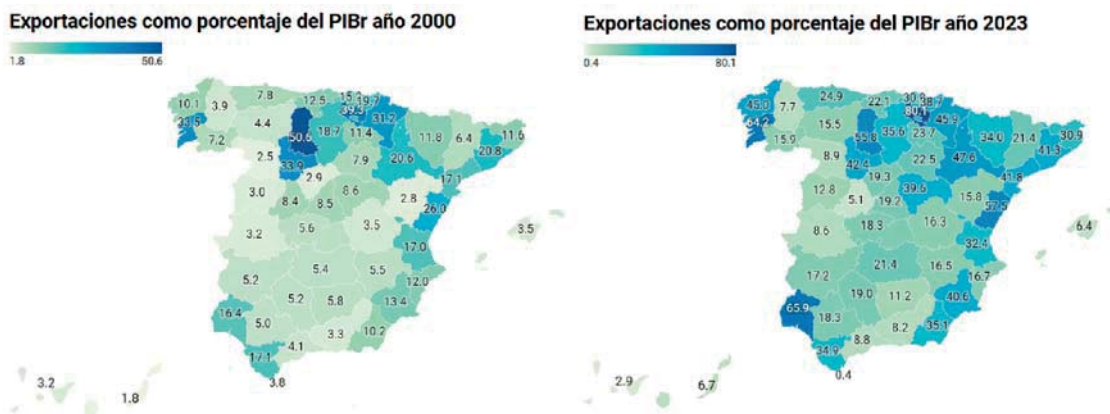 Exportaciones como porcentaje del PIBr año 2000
1.8 50.6
10.1 3.9 7.8 12.5 19.7
33.5 7.2 4.4 50.6 18.7 39.3 11.4 31.2 11.8 6.4 11.6
2.5 33.9 7.9 20.6 17.1 20.8
3.0 2.9 8.4 8.5 8.6 2.8 26.0
3.2 5.6 3.5 17.0 3.5
5.2 5.4 5.5 12.0
16.4 5.0 5.2 5.8 13.4
17.1 4.1 3.3 10.2
3.8
3.2 1.8
Exportaciones como porcentaje del PIBr año 2023
0.4 80.1
45.0 7.7 24.9 22.1
64.2 15.9 15.5 55.8 35.6 80.1 23.7 45.9 34.0 21.4 30.9
8.9 42.4 22.5 47.6 41.8 41.3
12.8 5.1 19.3 19.2 39.6 15.8 57.5
8.6 18.3 16.3 32.4 6.4
17.2 21.4 16.5 16.7
65.9 18.3 19.0 11.2 40.6
34.9 8.8 8.2 35.1
0.4
2.9 6.7